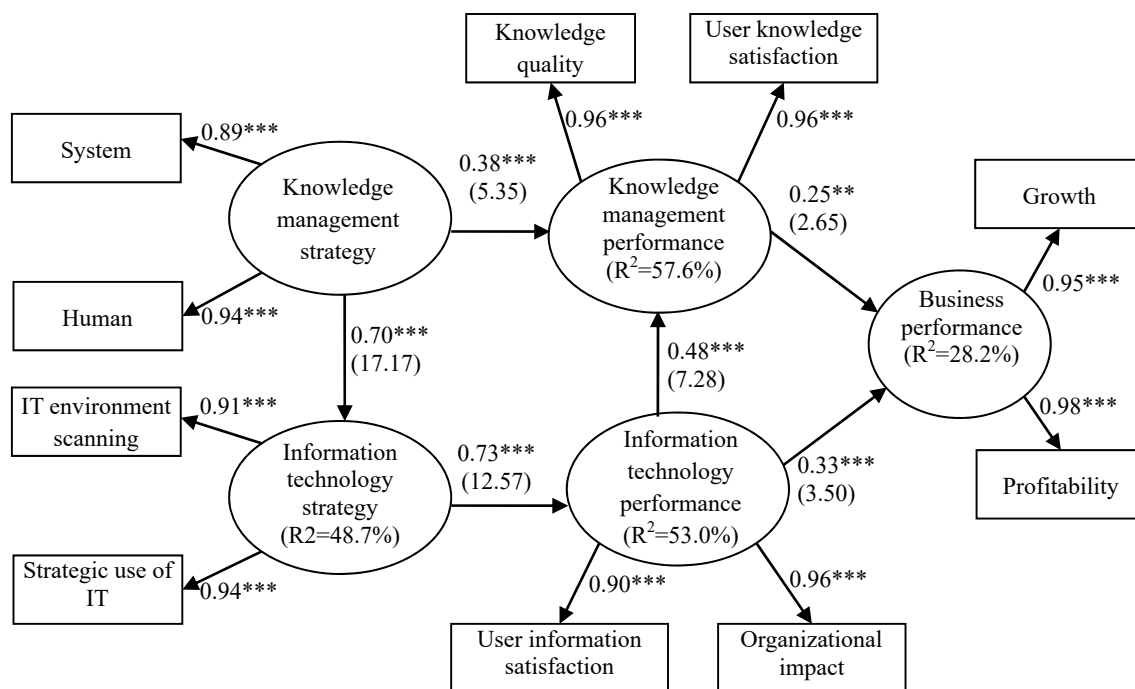 Knowledge
quality
User knowledge
satisfaction
0.96***
0.96***
System
0.89***
Knowledge
management
strategy
0.38***
(5.35)
Knowledge
management
performance
(R²=57.6%)
0.25**
(2.65)
Growth
Human
0.94***
0.70***
(17.17)
0.48***
(7.28)
Business
performance
(R²=28.2%)
0.95***
0.98***
Profitability
IT environment
scanning
0.91***
Information
technology
strategy
(R2=48.7%)
0.73***
(12.57)
Information
technology
performance
(R²=53.0%)
0.33***
(3.50)
Strategic use of
IT
0.94***
0.90***
0.96***
User information
satisfaction
Organizational
impact